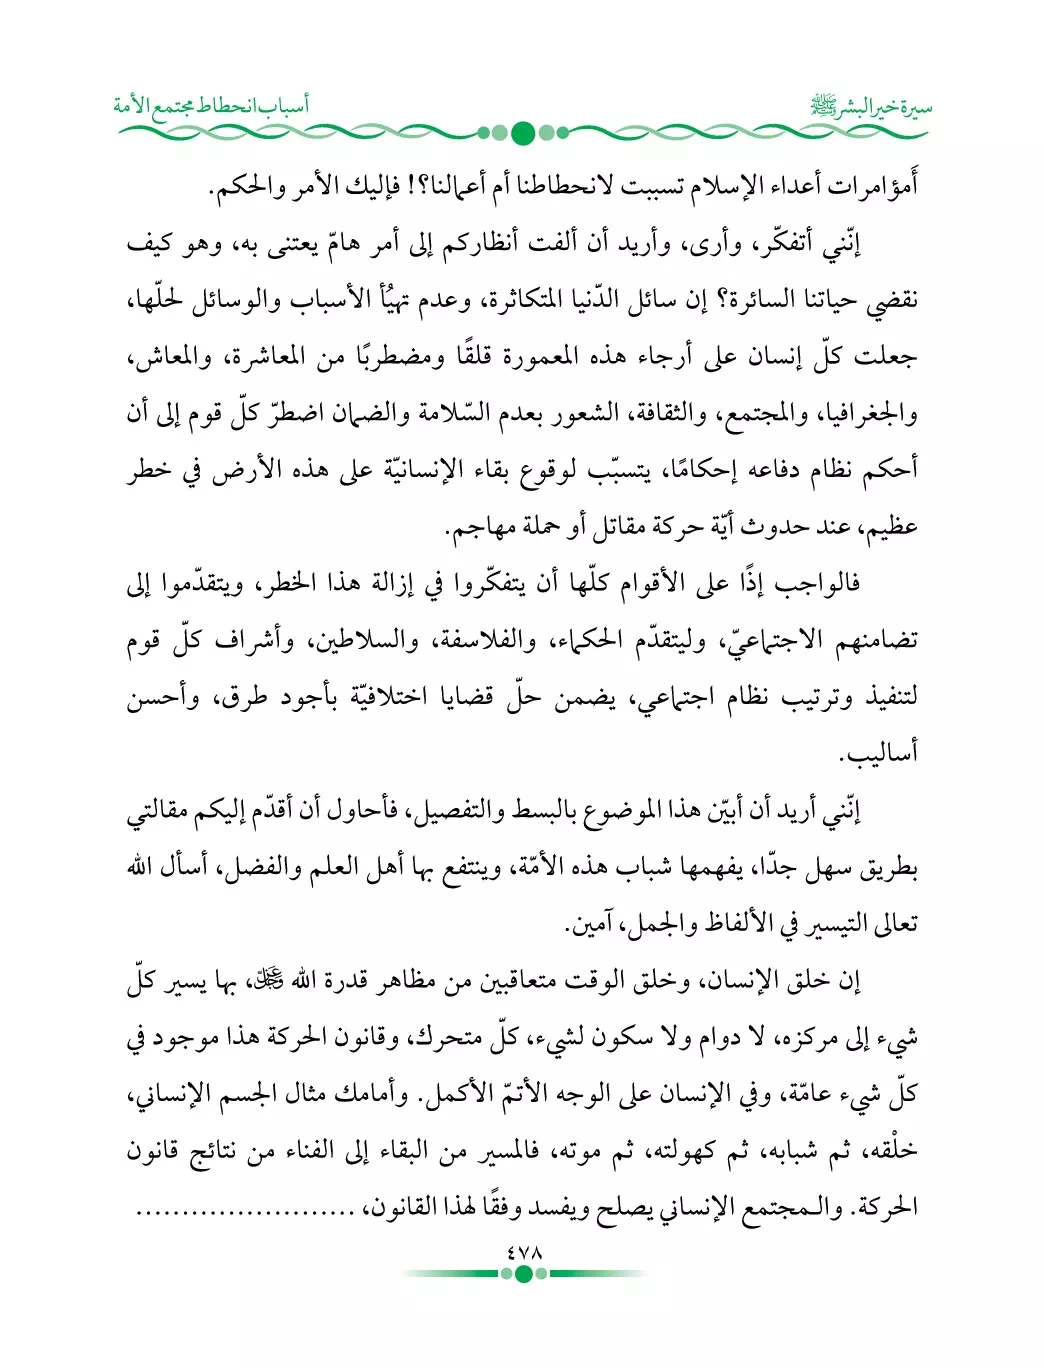 سيرة خير البشر ﷺ
أسباب انحطاط مجتمع الأمة
أَمؤامرات أعداء الإسلام تسببت لانحطاطنا أم أعمالنا؟! فإليك الأمر والحكم.
إنّني أتفكّر، وأرى، وأريد أن ألفت أنظاركم إلى أمر هامّ يعتنى به، وهو كيف
نقضي حياتنا السائرة؟ إن سائل الدّنيا المتكاثرة، وعدم تهيُأ الأسباب والوسائل لحلّها،
جعلت كلّ إنسان على أرجاء هذه المعمورة قلقًا ومضطربًا من المعاشرة، والمعاش،
والجغرافيا، والمجتمع، والثقافة، الشعور بعدم السّلامة والضمان اضطرّ كلّ قوم إلى أن
أحكم نظام دفاعه إحكامًا، يتسبّب لوقوع بقاء الإنسانيّة على هذه الأرض في خطر
عظيم، عند حدوث أيّة حركة مقاتل أو حملة مهاجم.
فالواجب إذًا على الأقوام كلّها أن يتفكّروا في إزالة هذا الخطر، ويتقدّموا إلى
تضامنهم الاجتماعيّ، وليتقدّم الحكماء، والفلاسفة، والسلاطين، وأشراف كلّ قوم
لتنفيذ وترتيب نظام اجتماعي، يضمن حلّ قضايا اختلافيّة بأجود طرق، وأحسن
أساليب.
إنّني أريد أن أبيّن هذا الموضوع بالبسط والتفصيل، فأحاول أن أقدّم إليكم مقالتي
بطريق سهل جدّا، يفهمها شباب هذه الأمّة، وينتفع بها أهل العلم والفضل، أسأل الله
تعالى التيسير في الألفاظ والجمل، آمين.
إن خلق الإنسان، وخلق الوقت متعاقبين من مظاهر قدرة الله عز وجل، بها يسير كلّ
شيء إلى مركزه، لا دوام ولا سكون لشيء، كلّ متحرك، وقانون الحركة هذا موجود في
كلّ شيء عامّة، وفي الإنسان على الوجه الأتمّ الأكمل. وأمامك مثال الجسم الإنساني،
خلْقه، ثم شبابه، ثم كهولته، ثم موته، فالمسير من البقاء إلى الفناء من نتائج قانون
الحركة. والـمجتمع الإنساني يصلح ويفسد وفقًا لهذا القانون، ........................
٤٧٨